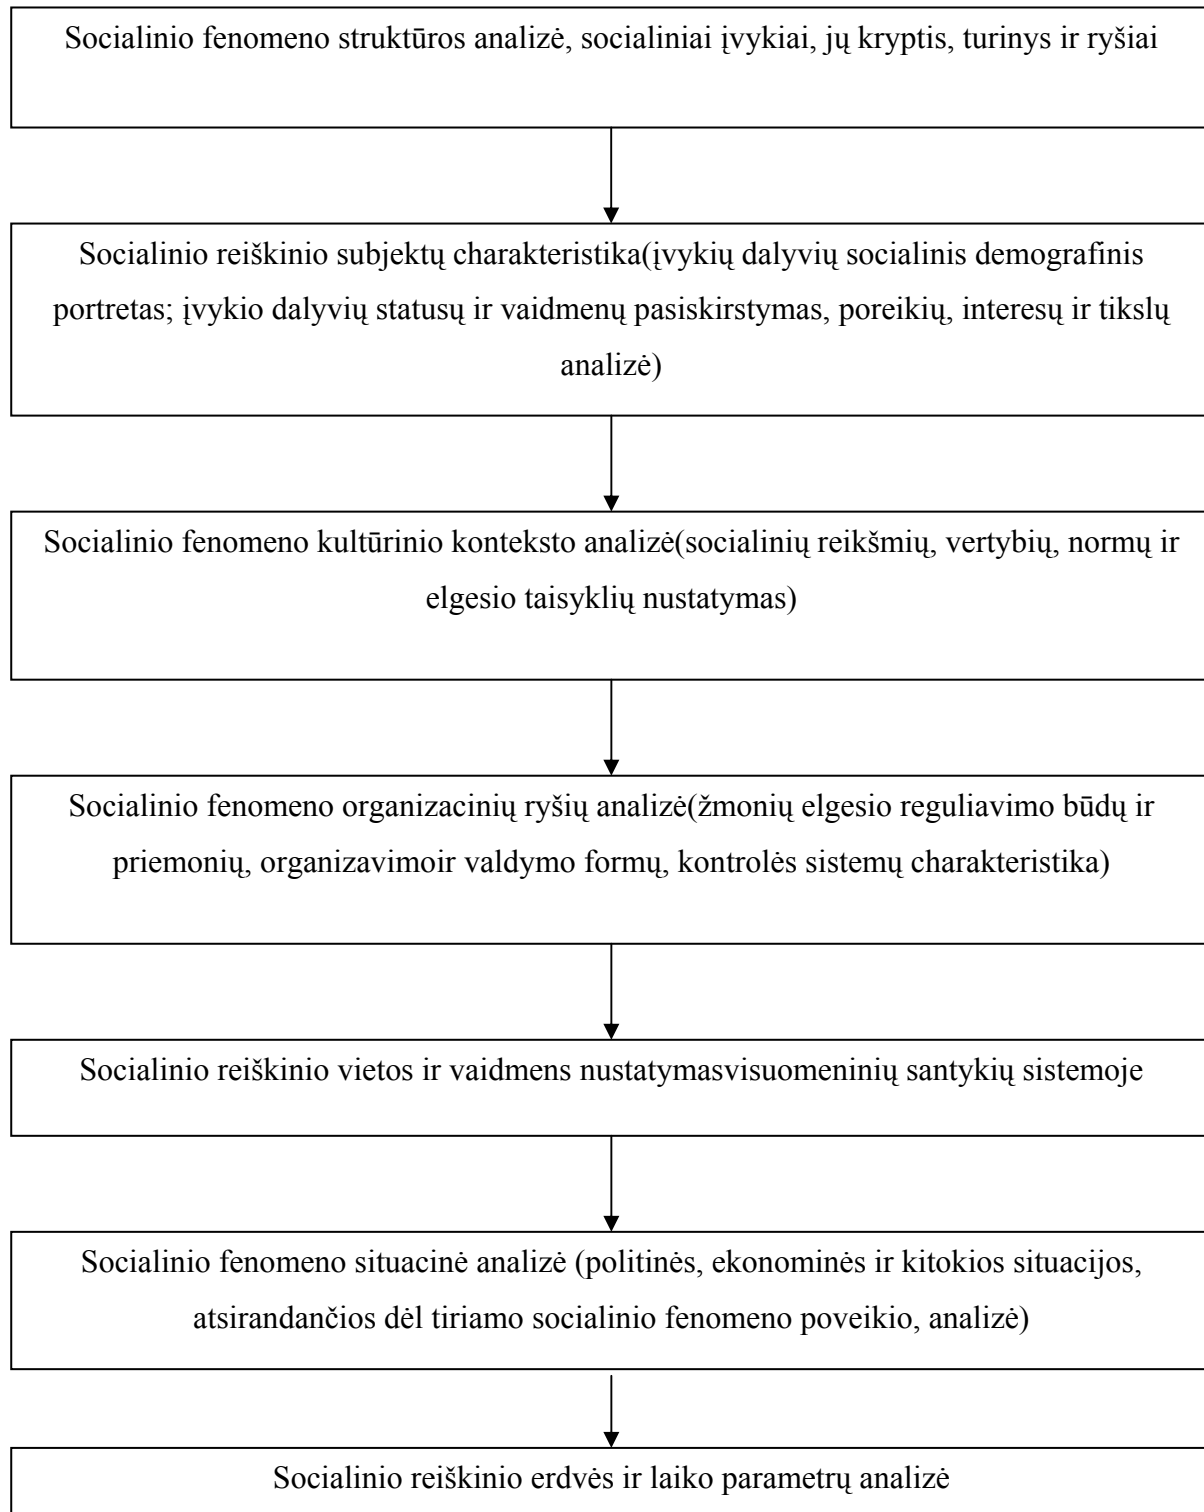 Socialinio fenomeno struktūros analizė, socialiniai įvykiai, jų kryptis, turinys ir ryšiai
Socialinio reiškinio subjektų charakteristika(įvykių dalyvių socialinis demografinis
portretas; įvykio dalyvių statusų ir vaidmenų pasiskirstymas, poreikių, interesų ir tikslų
analizė)
Socialinio fenomeno kultūrinio konteksto analizė(socialinių reikšmių, vertybių, normų ir
elgesio taisyklių nustatymas)
Socialinio fenomeno organizacinių ryšių analizė(žmonių elgesio reguliavimo būdų ir
priemonių, organizavimoir valdymo formų, kontrolės sistemų charakteristika)
Socialinio reiškinio vietos ir vaidmens nustatymasvisuomeninių santykių sistemoje
Socialinio fenomeno situacinė analizė (politinės, ekonominės ir kitokios situacijos,
atsirandančios dėl tiriamo socialinio fenomeno poveikio, analizė)
Socialinio reiškinio erdvės ir laiko parametrų analizė